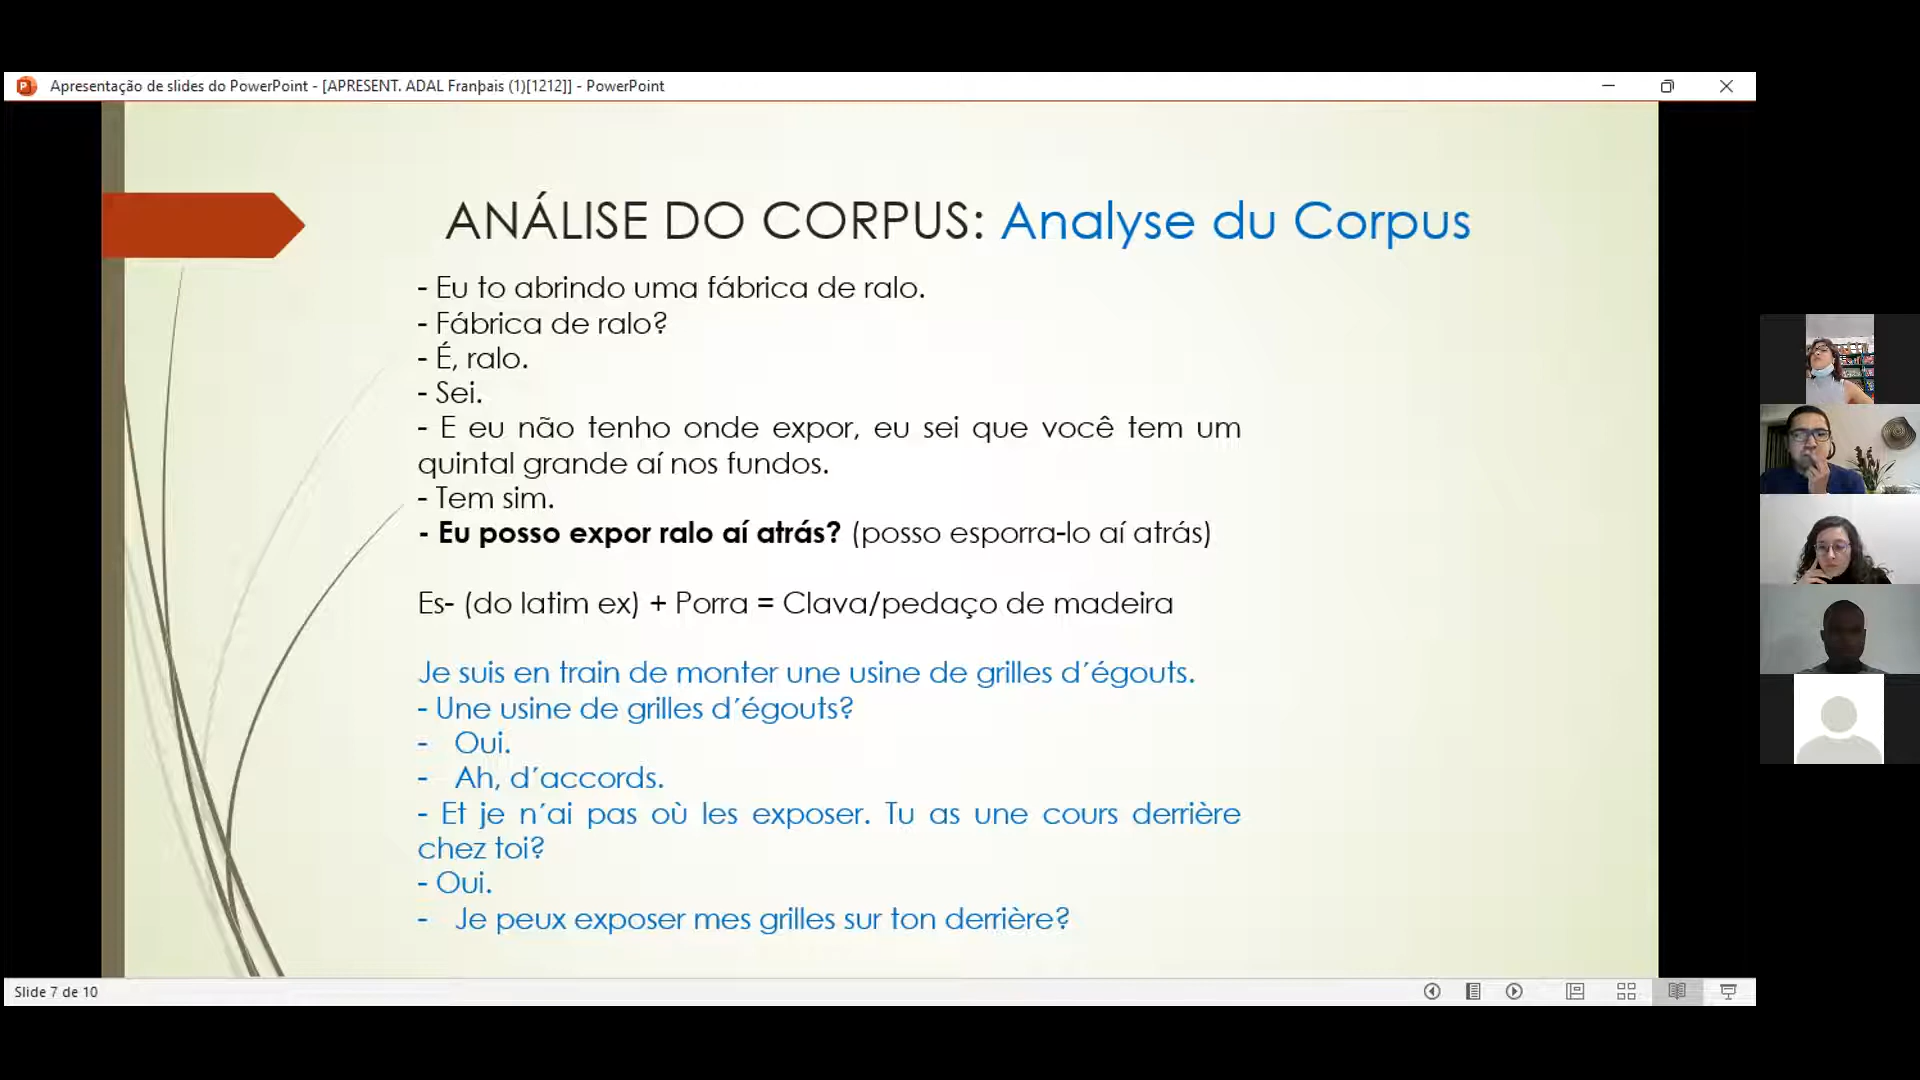 Apresentação de slides do PowerPoint - [APRESENT. ADAL Franþais (1)[1212]] - PowerPoint
ANÁLISE DO CORPUS: Analyse du Corpus
- Eu to abrindo uma fábrica de ralo.
- Fábrica de ralo?
- É, ralo.
- Sei.
- E eu não tenho onde expor, eu sei que você tem um
quintal grande aí nos fundos.
- Tem sim.
- Eu posso expor ralo aí atrás? (posso esporra-lo aí atrás)
Es- (do latim ex) + Porra = Clava/pedaço de madeira
Je suis en train de monter une usine de grilles d´égouts.
- Une usine de grilles d´égouts?
- Oui.
- Ah, d´accords.
- Et je n´ai pas où les exposer. Tu as une cours derrière
chez toi?
- Oui.
- Je peux exposer mes grilles sur ton derrière?
Slide 7 de 10